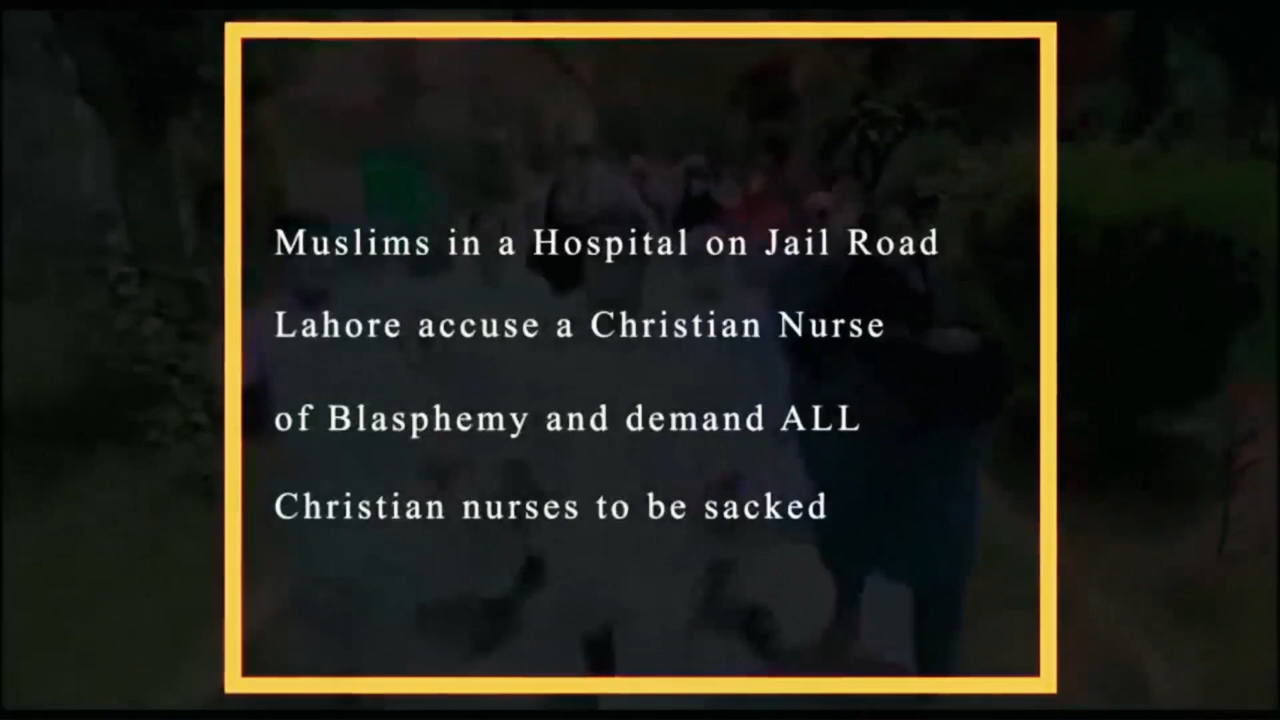 Muslims in a Hospital on Jail Road
Lahore accuse a Christian Nurse
of Blasphemy and demand ALL
Christian nurses to be sacked